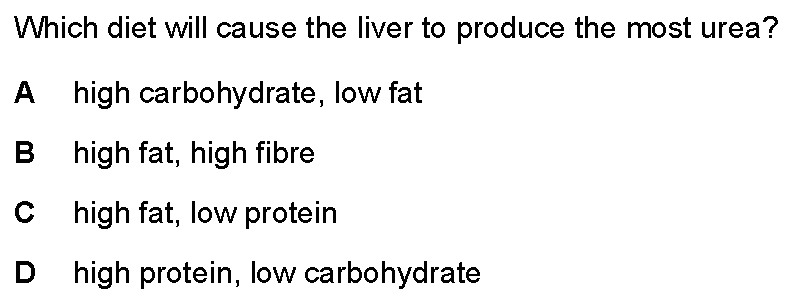 Which diet will cause the liver to produce the most urea?
A high carbohydrate, low fat
B high fat, high fibre
C high fat, low protein
D high protein, low carbohydrate